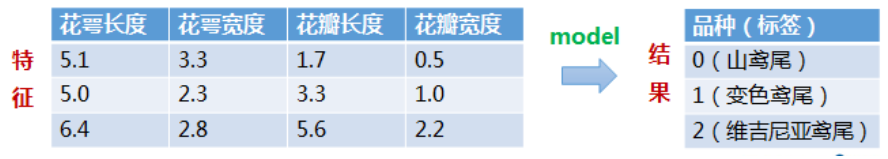 花萼长度 花萼宽度 花瓣长度 花瓣宽度
特征
5.1 3.3 1.7 0.5
5.0 2.3 3.3 1.0
6.4 2.8 5.6 2.2
model
结果
品种（标签）
0（山鸢尾）
1（变色鸢尾）
2（维吉尼亚鸢尾）